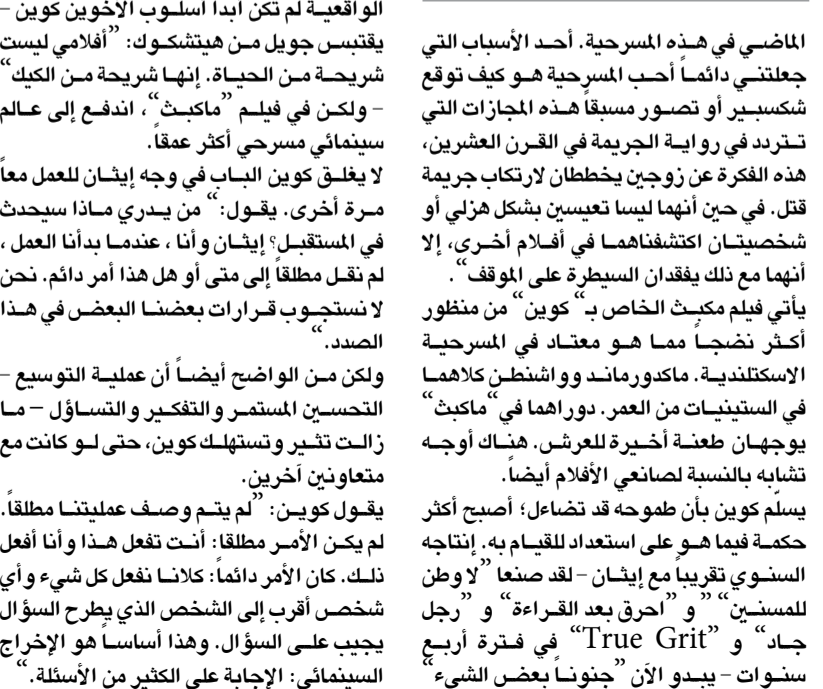 الماضي في هذه المسرحية. أحد الأسباب التي
جعلتني دائماً أحب المسرحية هو كيف توقع
شكسبير أو تصور مسبقاً هذه المجازات التي
تتردد في رواية الجريمة في القرن العشرين،
هذه الفكرة عن زوجين يخططان لارتكاب جريمة
قتل. في حين أنهما ليسا تعيسين بشكل هزلي أو
شخصيتان اكتشفناهما في أفلام أخرى، إلا
أنهما مع ذلك يفقدان السيطرة على الموقف“.
يأتي فيلم مكبث الخاص بـ“كوين” من منظور
أكثر نضجاً مما هو معتاد في المسرحية
الاسكتلندية. ماكدورماند وواشنطن كلاهما
في الستينيات من العمر. دوراهما في“ماكبث”
يوجهان طعنة أخيرة للعرش. هناك أوجه
تشابه بالنسبة لصانعي الأفلام أيضاً.
يسلّم كوين بأن طموحه قد تضاءل؛ أصبح أكثر
حكمة فيما هو على استعداد للقيام به. إنتاجه
السنوي تقريباً مع إيثان – لقد صنعا ”لا وطن
للمسنين“ ” و ”احرق بعد القراءة“ و ”رجل
جاد“ و ”True Grit“ في فترة أربع
سنوات – يبدو الآن ”جنوناً بعض الشيء“
الواقعية لم تكن أبدا أسلوب الأخوين كوين –
يقتبس جويل من هيتشكوك: ”أفلامي ليست
شريحة من الحياة. إنها شريحة من الكيك“
– ولكن في فيلم ”ماكبث“، اندفع إلى عالم
سينمائي مسرحي أكثر عمقاً.
لا يغلق كوين الباب في وجه إيثان للعمل معاً
مرة أخرى. يقول:“ من يدري ماذا سيحدث
في المستقبل؟ إيثان وأنا ، عندما بدأنا العمل ،
لم نقل مطلقاً إلى متى أو هل هذا أمر دائم. نحن
لا نستجوب قرارات بعضنا البعض في هذا
الصدد.“
ولكن من الواضح أيضاً أن عملية التوسيع –
التحسين المستمر والتفكير والتساؤل – ما
زالت تثير وتستهلك كوين، حتى لو كانت مع
متعاونين آخرين.
يقول كوين: ”لم يتم وصف عمليتنا مطلقاً.
لم يكن الأمر مطلقا: أنت تفعل هذا وأنا أفعل
ذلك. كان الأمر دائماً: كلانا نفعل كل شيء وأي
شخص أقرب إلى الشخص الذي يطرح السؤال
يجيب على السؤال. وهذا أساساً هو الإخراج
السينمائي: الإجابة على الكثير من الأسئلة.“